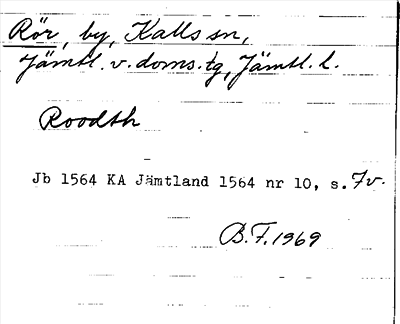 Rör, by, Kalls sn,
Jämtl. v. doms. tg, Jämtl. l.
Roodth
Jb 1564 KA Jämtland 1564 nr 10, s. 7v.
B.F. 1969